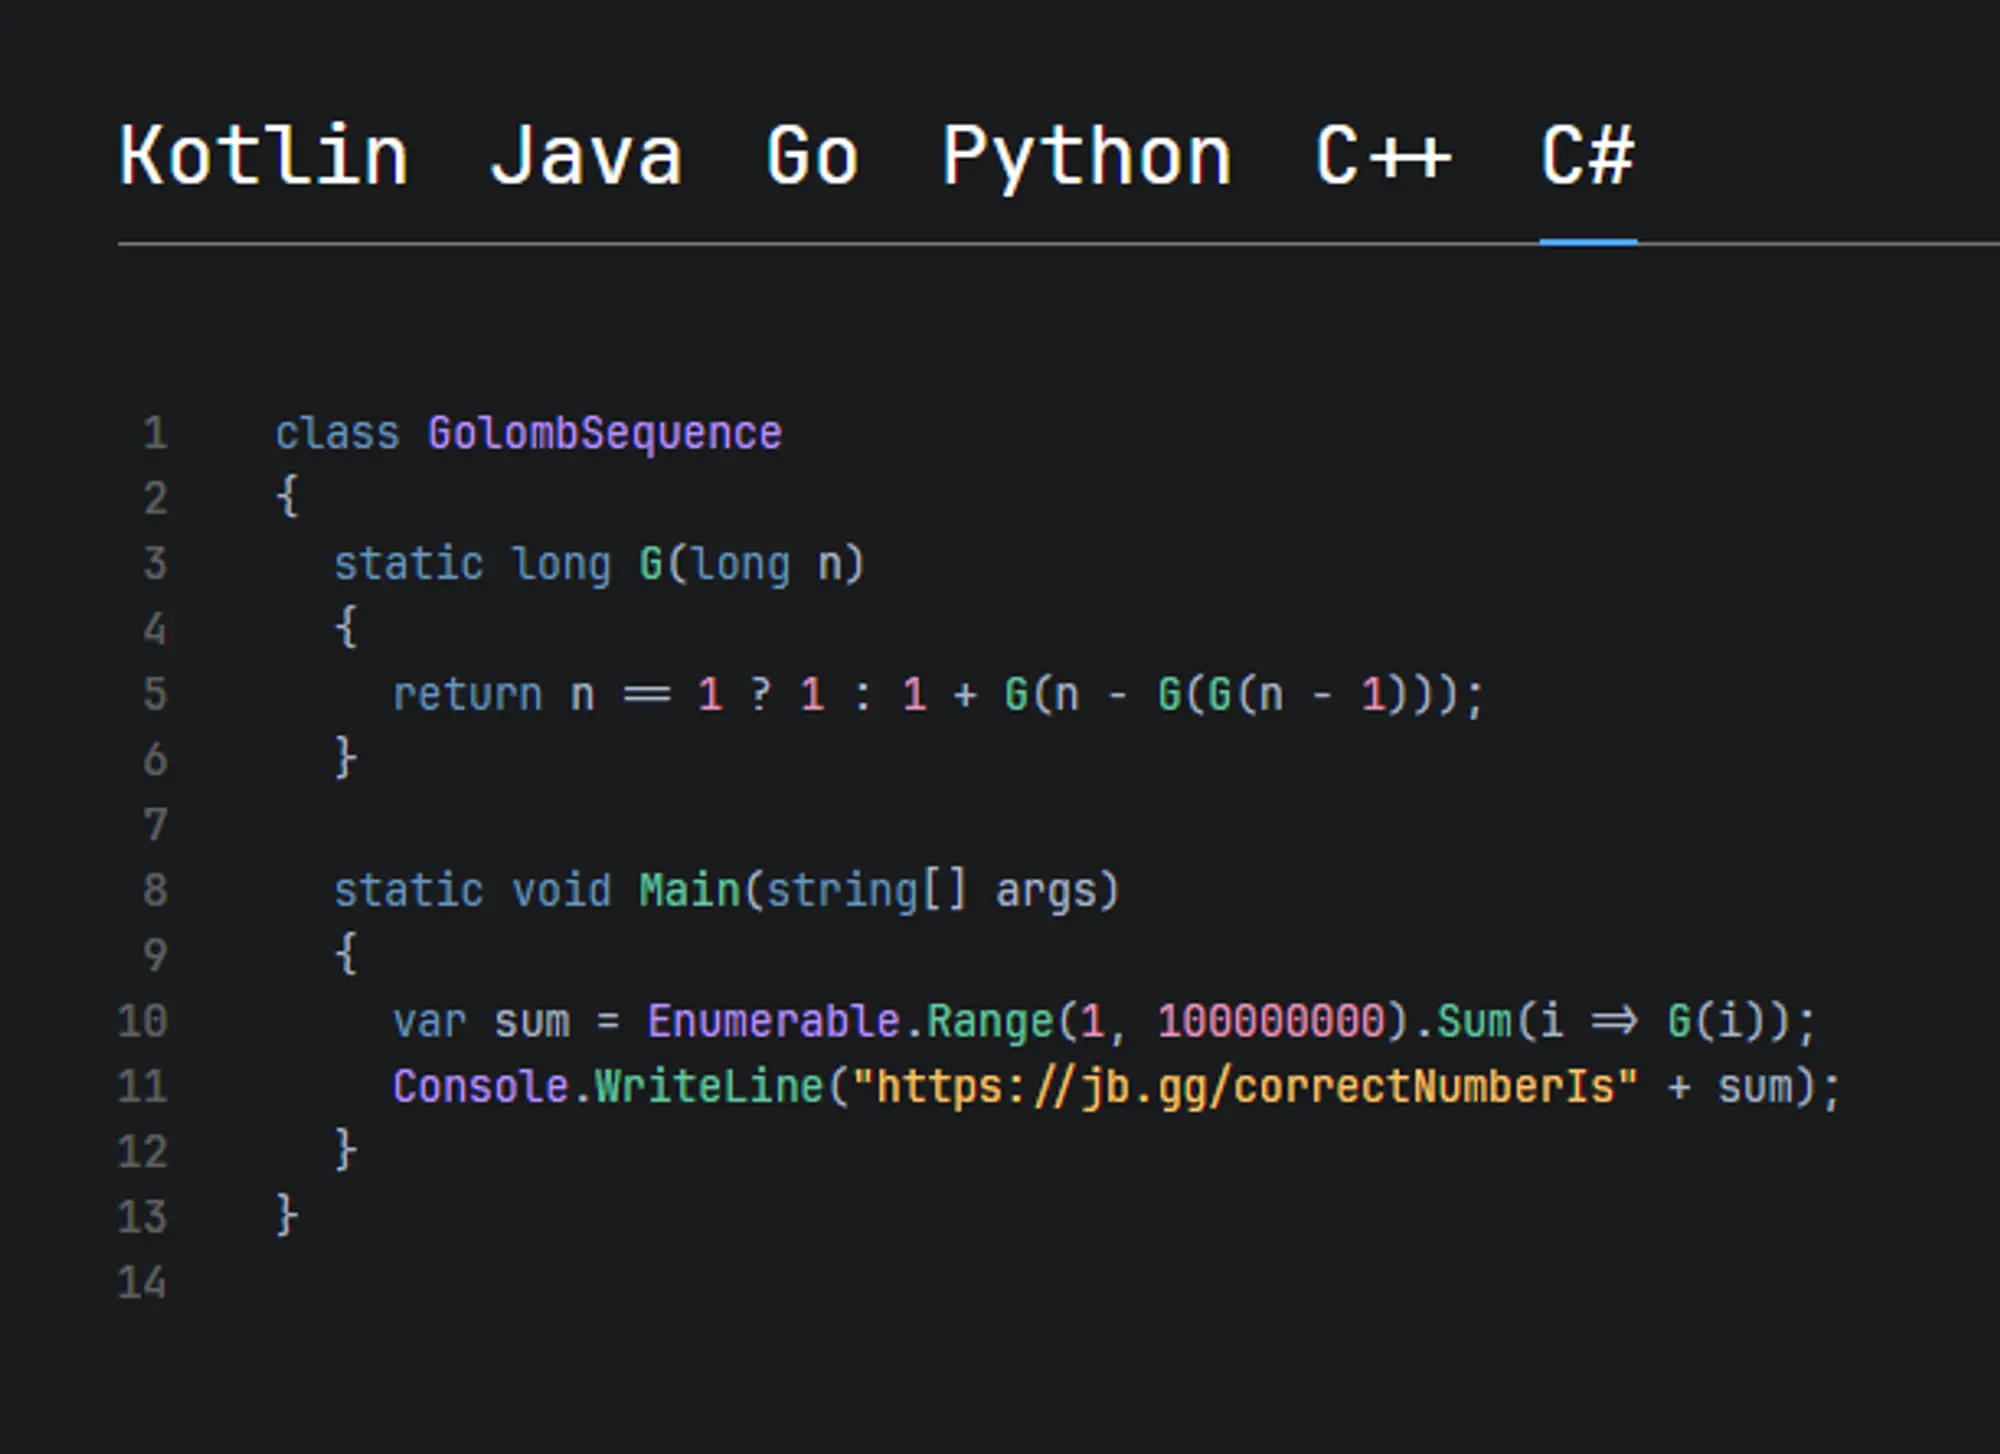 Kotlin Java Go Python C++ C#
1 class GolombSequence
2 {
3 static long G(long n)
4 {
5 return n == 1 ? 1 : 1 + G(n - G(G(n - 1)));
6 }
7
8 static void Main(string[] args)
9 {
10 var sum = Enumerable.Range(1, 100000000).Sum(i => G(i));
11 Console.WriteLine("https://jb.gg/correctNumberIs" + sum);
12 }
13 }
14